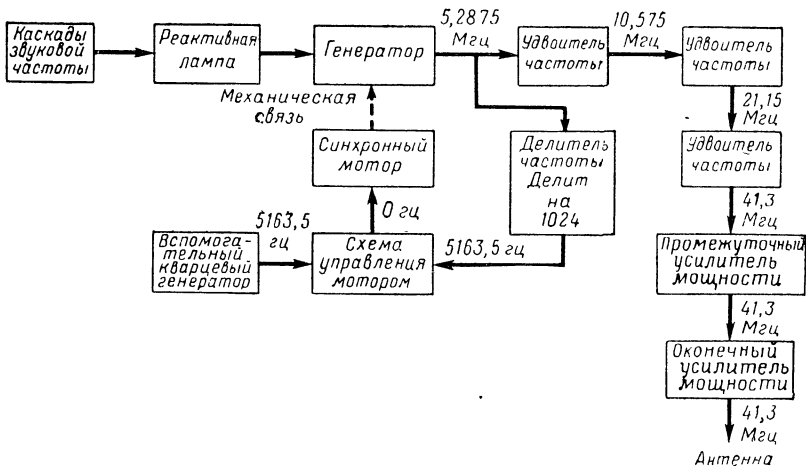 Каскады
звуковой
частоты
Реактивная
лампа
Генератор
5,2875
Мгц
Удвоитель
частоты
10,575
Мгц
Удвоитель
частоты
Механическая
связь
21,15
Мгц
Синхронный
мотор
Делитель
частоты
Делит
на
1024
Удвоитель
частоты
0 гц
41,3
Мгц
5163,5
гц
Вспомога-
тельный
кварцевый
генератор
Схема
управления
мотором
5163,5 гц
Промежуточный
усилитель
мощности
41,3
Мгц
Оконечный
усилитель
мощности
41,3
Мгц
Антенна